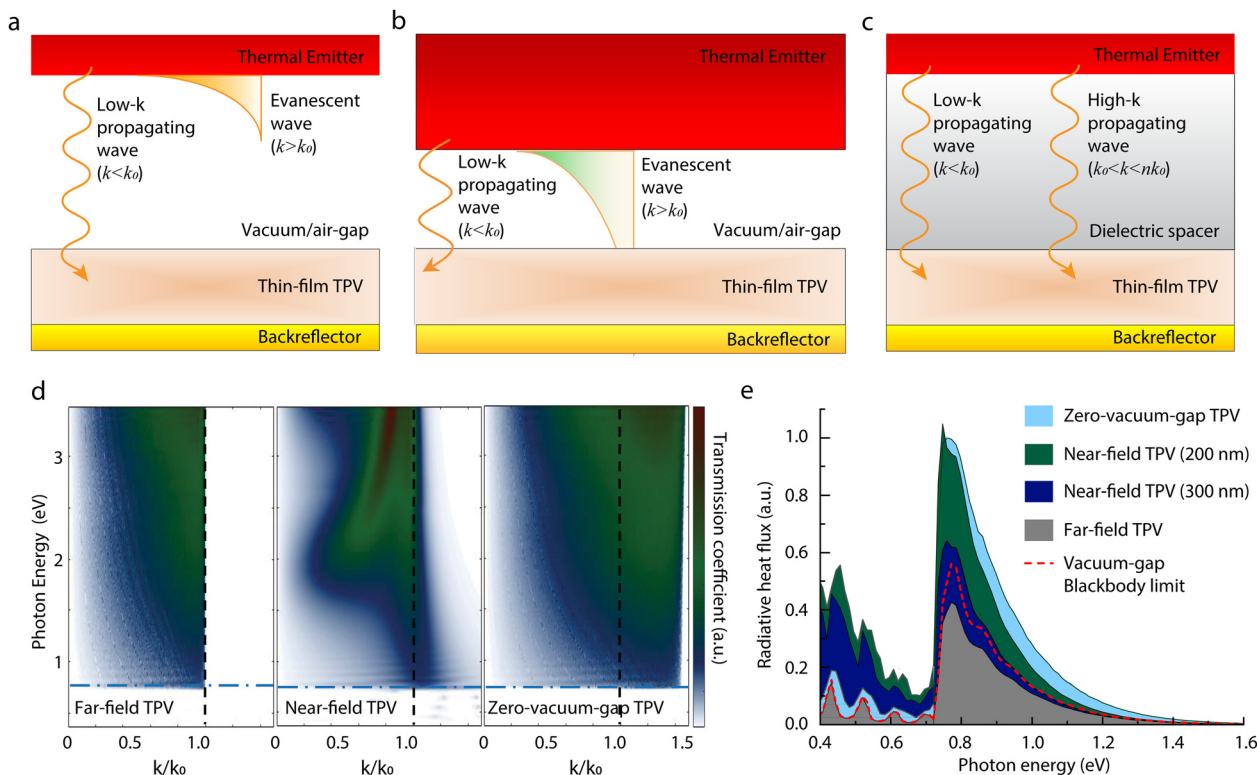 a
Thermal Emitter
Low-k
propagating
wave
(k<k₀)
Evanescent
wave
(k>k₀)
Vacuum/air-gap
Thin-film TPV
Backreflector
b
Thermal Emitter
Low-k
propagating
wave
(k<k₀)
Evanescent
wave
(k>k₀)
Vacuum/air-gap
Thin-film TPV
Backreflector
c
Thermal Emitter
Low-k
propagating
wave
(k<k₀)
High-k
propagating
wave
(k₀<k<nk₀)
Dielectric spacer
Thin-film TPV
Backreflector
d
Photon Energy (eV)
3
2
1
Far-field TPV
Near-field TPV
Zero-vacuum-gap TPV
0 0.5 1.0
0 0.5 1.0
0 0.5 1.0 1.5
k/k₀
k/k₀
k/k₀
Transmission coefficient (a.u.)
e
Radiative heat flux (a.u.)
1.0
0.8
0.6
0.4
0.2
0.0
0.4 0.6 0.8 1.0 1.2 1.4 1.6
Photon energy (eV)
Zero-vacuum-gap TPV
Near-field TPV (200 nm)
Near-field TPV (300 nm)
Far-field TPV
Vacuum-gap
Blackbody limit